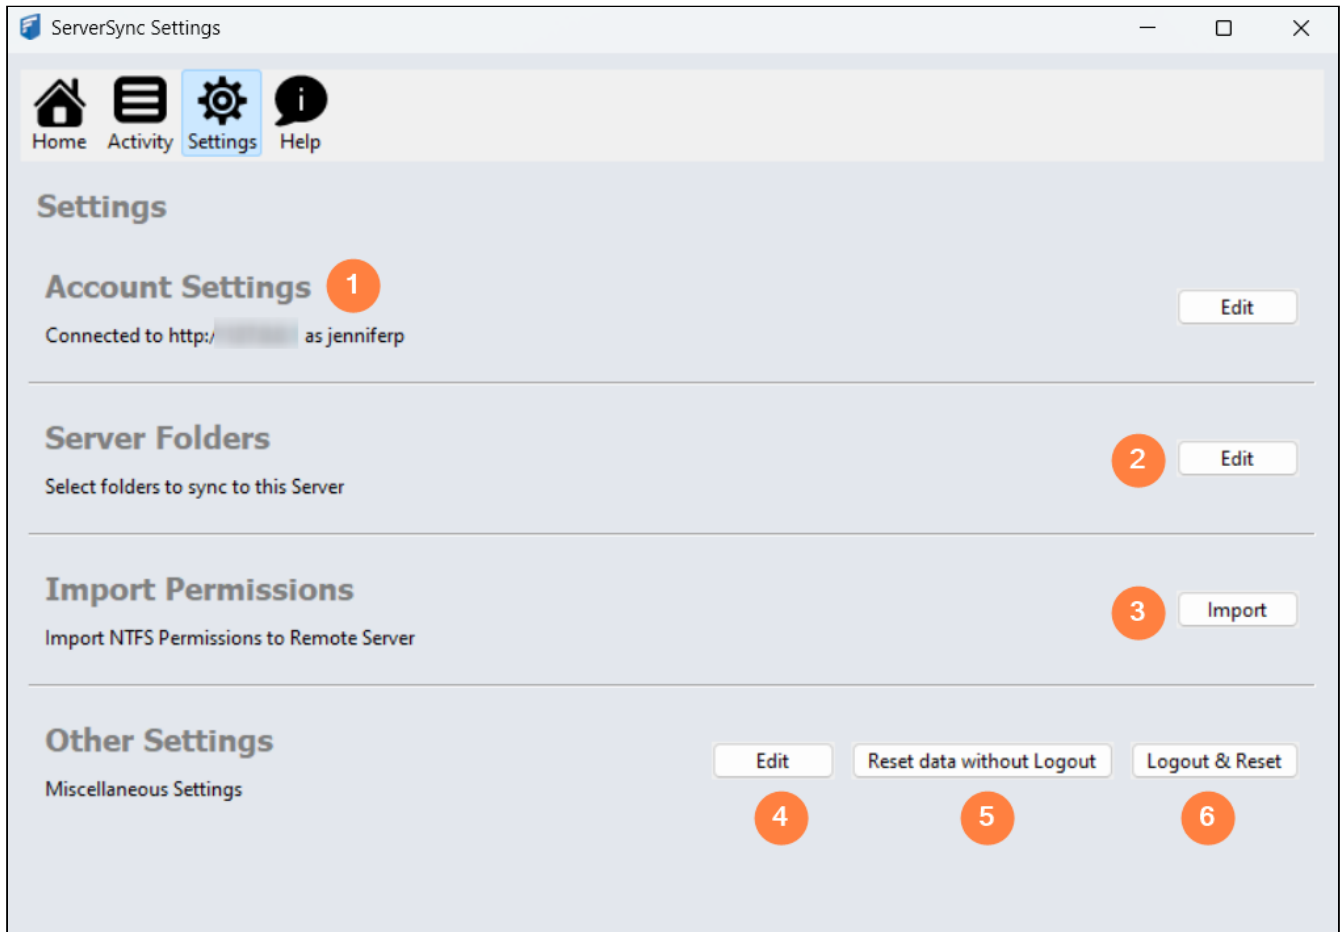 ServerSync Settings
Home Activity Settings Help
Settings
Account Settings 1
Edit
Connected to http:/ as jenniferp
Server Folders
2 Edit
Select folders to sync to this Server
Import Permissions
3 Import
Import NTFS Permissions to Remote Server
Other Settings
Edit Reset data without Logout Logout & Reset
Miscellaneous Settings
4 5 6